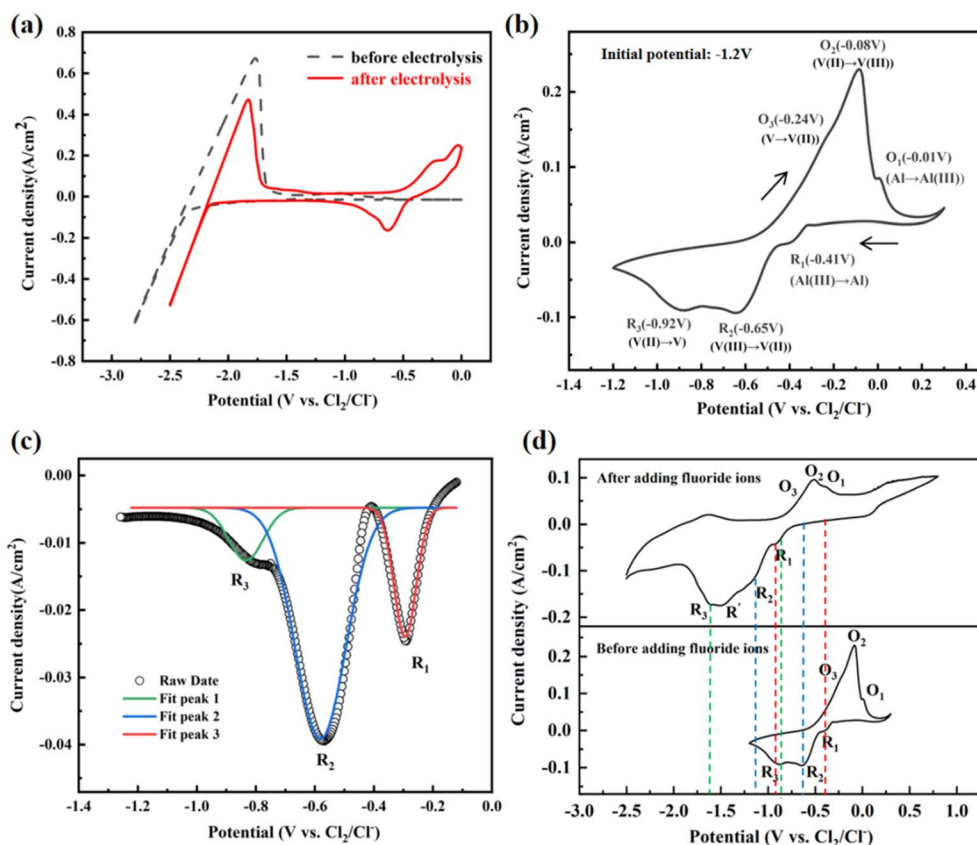 (a)
before electrolysis
after electrolysis
0.8
0.6
0.4
0.2
0.0
-0.2
-0.4
-0.6
-0.8
Current density(A/cm²)
-3.0
-2.5
-2.0
-1.5
-1.0
-0.5
0.0
Potential (V vs. Cl₂/Cl⁻)
(b)
Initial potential: -1.2V
O₂(-0.08V)
(V(II)→V(III))
O₃(-0.24V)
(V→V(II))
O₁(-0.01V)
(Al→Al(III))
R₁(-0.41V)
(Al(III)→Al)
R₃(-0.92V)
(V(II)→V)
R₂(-0.65V)
(V(III)→V(II))
0.2
0.1
0.0
-0.1
Current density (A/cm²)
-1.4
-1.2
-1.0
-0.8
-0.6
-0.4
-0.2
0.0
0.2
0.4
Potential (V vs. Cl₂/Cl⁻)
(c)
0.00
-0.01
-0.02
-0.03
-0.04
Current density(A/cm²)
R₃
R₂
R₁
Raw Date
Fit peak 1
Fit peak 2
Fit peak 3
-1.4
-1.2
-1.0
-0.8
-0.6
-0.4
-0.2
0.0
Potential (V vs. Cl₂/Cl⁻)
(d)
After adding fluoride ions
O₃
O₂
O₁
R₃
R'
R₂
R₁
0.1
0.0
-0.1
-0.2
Before adding fluoride ions
O₂
O₃
O₁
R₁
R₃
R₂
0.2
0.1
0.0
-0.1
Current density (A/cm²)
-3.0
-2.5
-2.0
-1.5
-1.0
-0.5
0.0
0.5
1.0
Potential (V vs. Cl₂/Cl⁻)